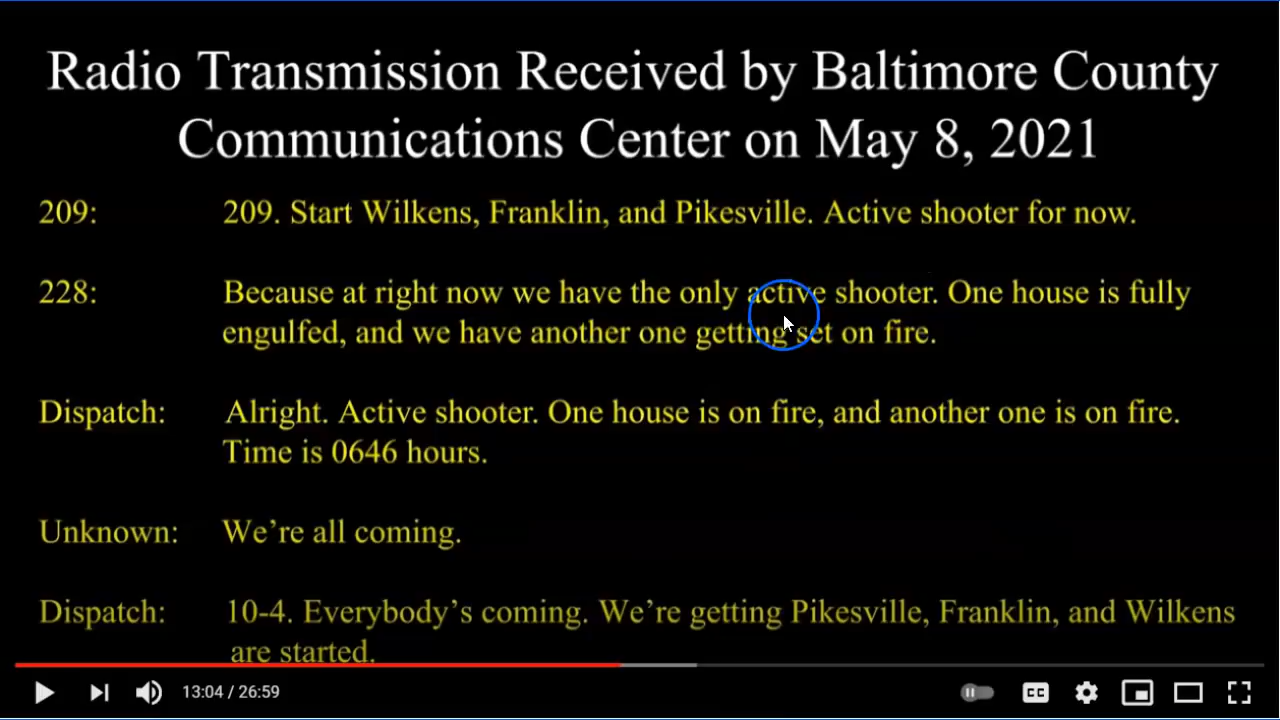 Radio Transmission Received by Baltimore County
Communications Center on May 8, 2021
209: 209. Start Wilkens, Franklin, and Pikesville. Active shooter for now.
228: Because at right now we have the only active shooter. One house is fully
engulfed, and we have another one getting set on fire.
Dispatch: Alright. Active shooter. One house is on fire, and another one is on fire.
Time is 0646 hours.
Unknown: We're all coming.
Dispatch: 10-4. Everybody's coming. We're getting Pikesville, Franklin, and Wilkens
are started.
13:04 / 26:59
CC